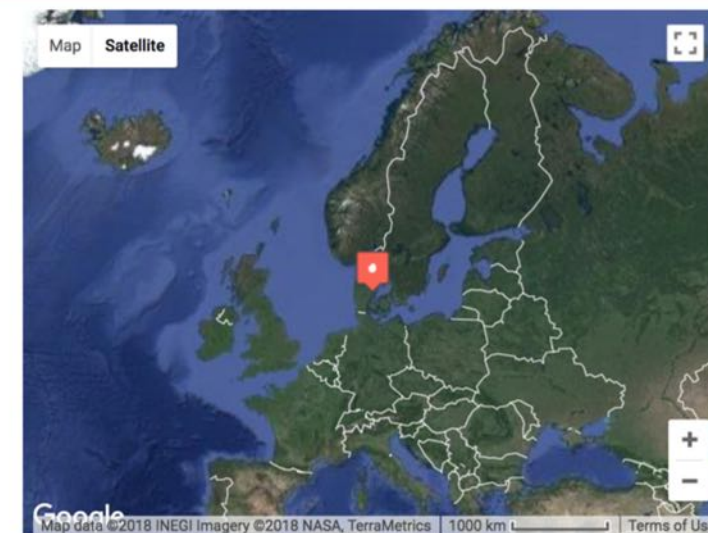 Map Satellite
Google
Map data ©2018 INEGI Imagery ©2018 NASA, TerraMetrics 1000 km Terms of Us